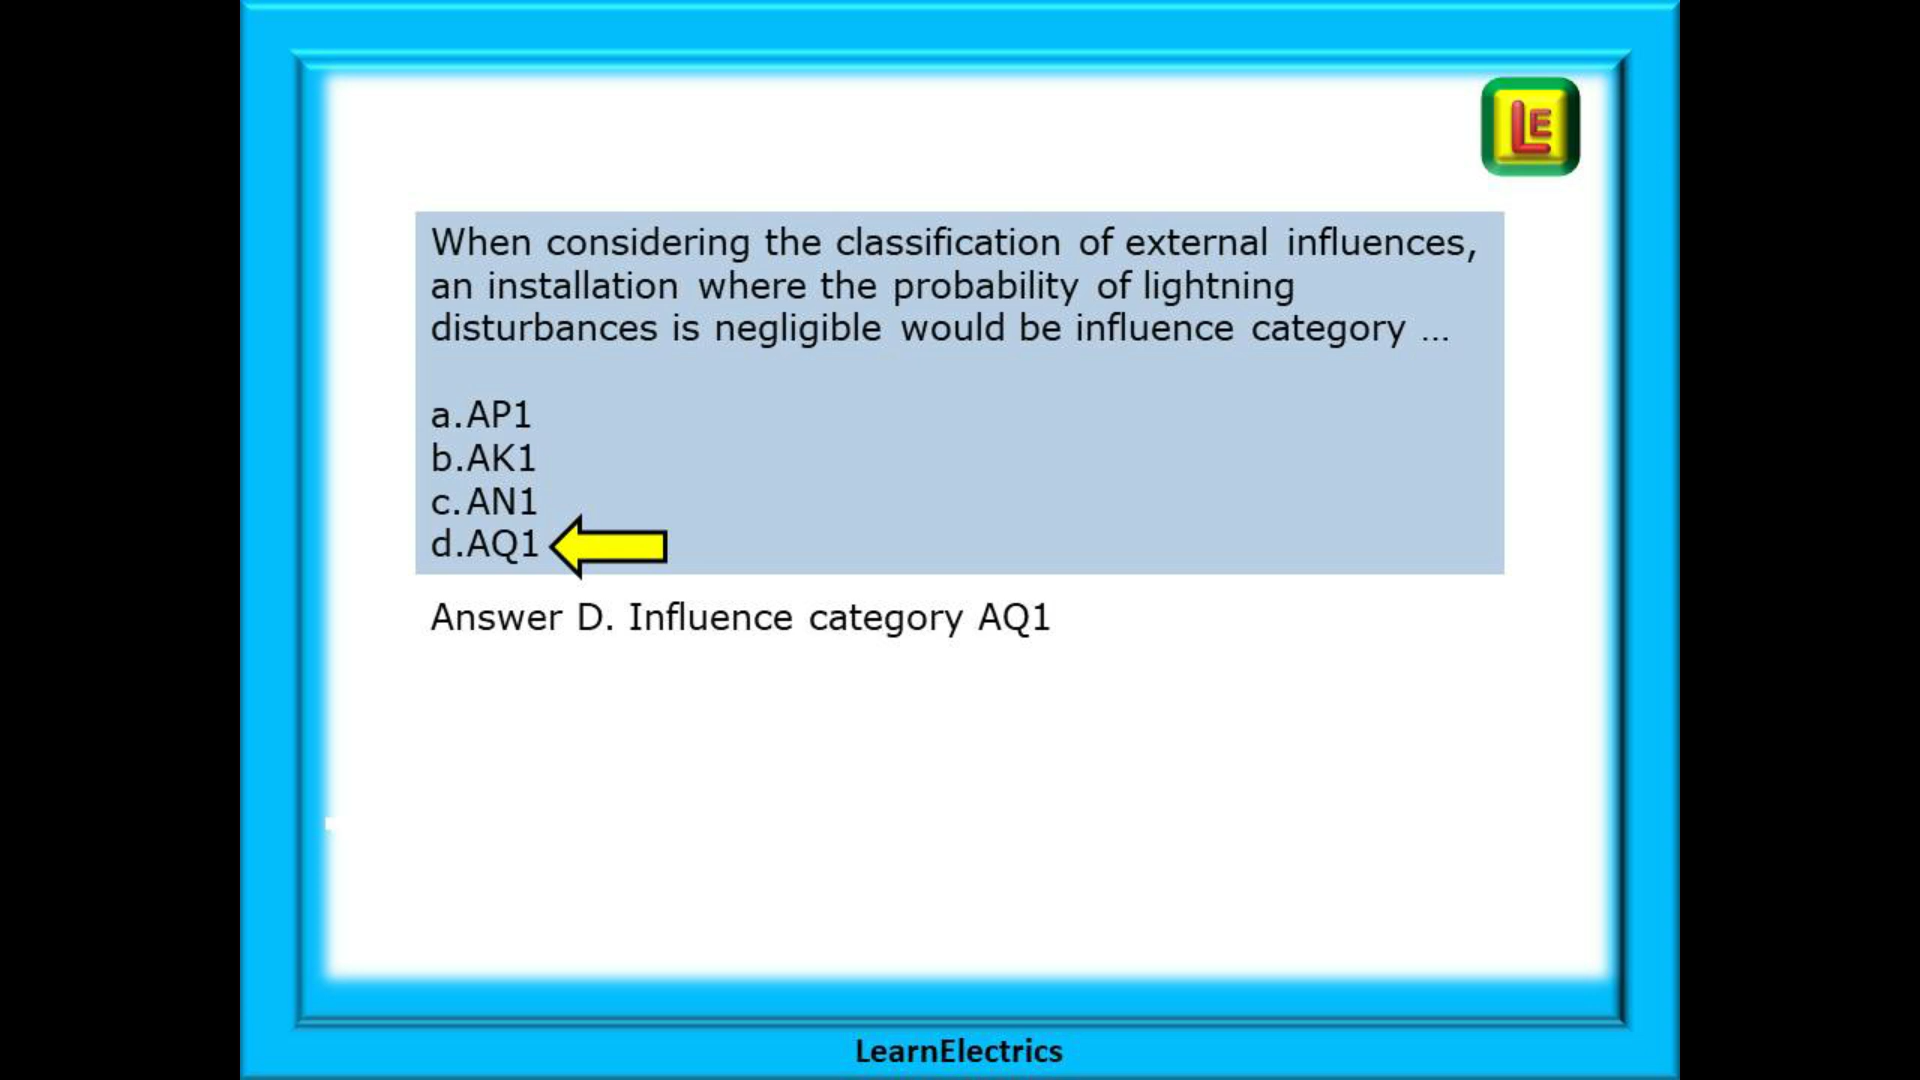 LE
When considering the classification of external influences,
an installation where the probability of lightning
disturbances is negligible would be influence category ...
a.AP1
b.AK1
c.AN1
d.AQ1
Answer D. Influence category AQ1
LearnElectrics